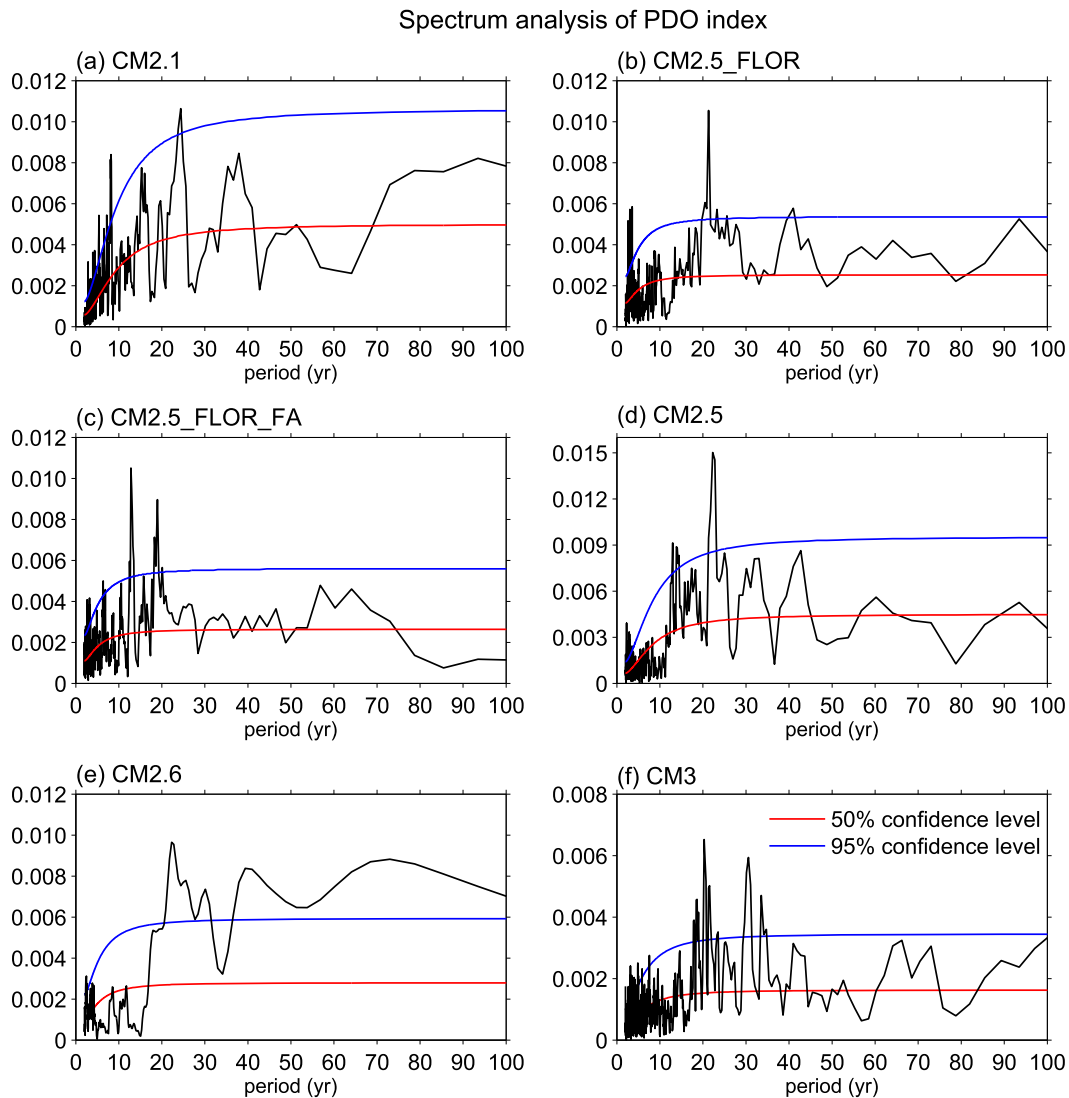 Spectrum analysis of PDO index
(a) CM2.1
0.012
0.010
0.008
0.006
0.004
0.002
0
0 10 20 30 40 50 60 70 80 90 100
period (yr)
(b) CM2.5_FLOR
0.012
0.010
0.008
0.006
0.004
0.002
0
0 10 20 30 40 50 60 70 80 90 100
period (yr)
(c) CM2.5_FLOR_FA
0.012
0.010
0.008
0.006
0.004
0.002
0
0 10 20 30 40 50 60 70 80 90 100
period (yr)
(d) CM2.5
0.015
0.012
0.009
0.006
0.003
0
0 10 20 30 40 50 60 70 80 90 100
period (yr)
(e) CM2.6
0.012
0.010
0.008
0.006
0.004
0.002
0
0 10 20 30 40 50 60 70 80 90 100
period (yr)
(f) CM3
0.008
0.006
0.004
0.002
0
50% confidence level
95% confidence level
0 10 20 30 40 50 60 70 80 90 100
period (yr)